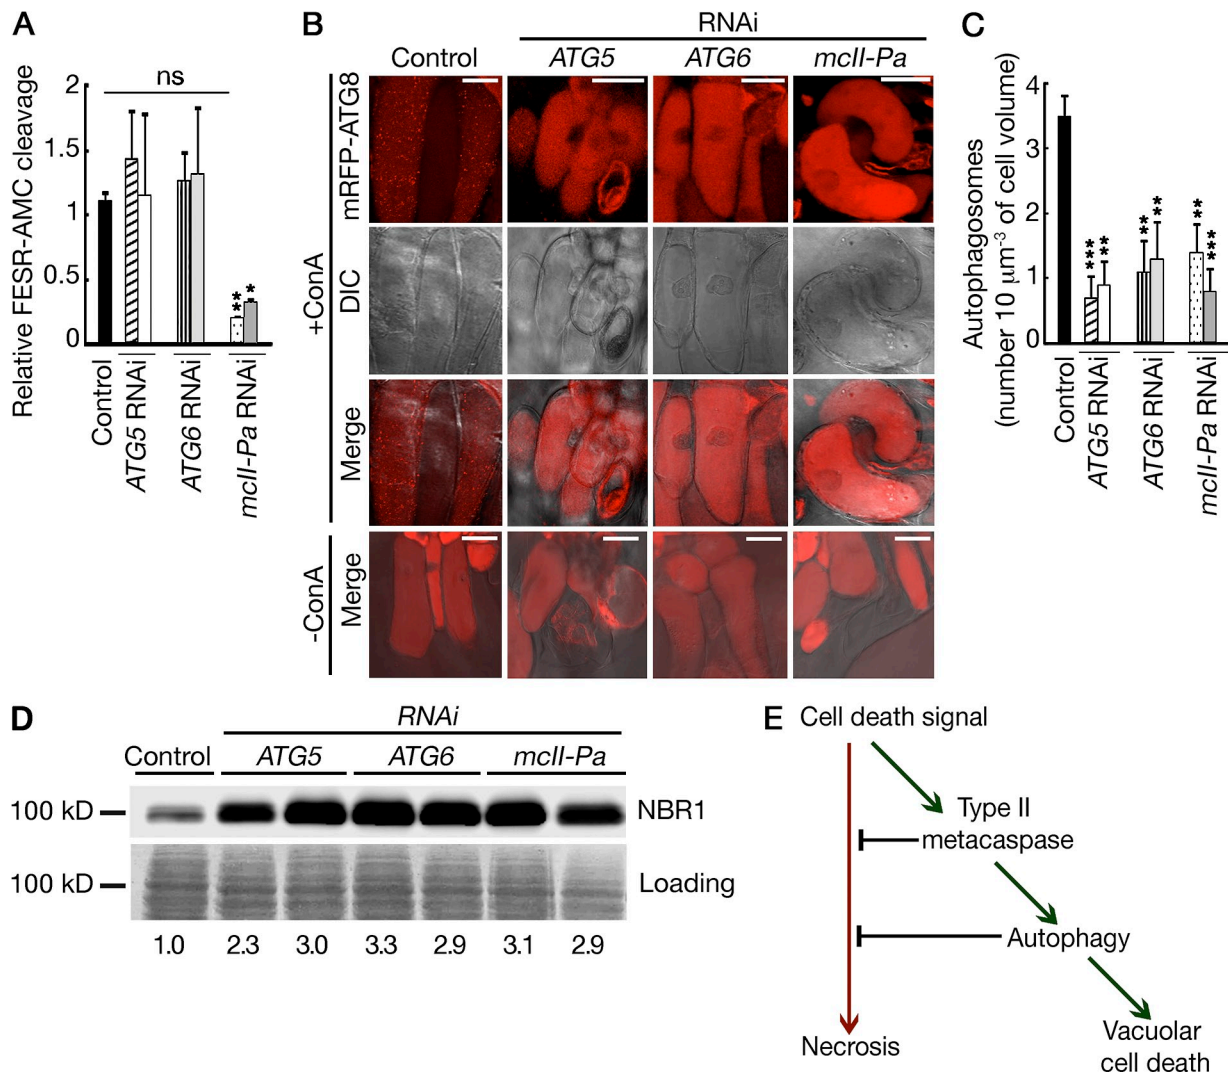 A
Relative FESR-AMC cleavage
2
1.5
1
0.5
0
ns
**
*
Control
ATG5 RNAi
ATG6 RNAi
mcII-Pa RNAi
B
RNAi
Control
ATG5
ATG6
mcII-Pa
+ConA
mRFP-ATG8
DIC
Merge
-ConA
Merge
C
Autophagosomes
(number 10 μm⁻³ of cell volume)
4
3
2
1
0
***
**
**
**
**
***
Control
ATG5 RNAi
ATG6 RNAi
mcII-Pa RNAi
D
RNAi
Control
ATG5
ATG6
mcII-Pa
100 kD
NBR1
100 kD
Loading
1.0 2.3 3.0 3.3 2.9 3.1 2.9
E
Cell death signal
Type II
metacaspase
Autophagy
Necrosis
Vacuolar
cell death